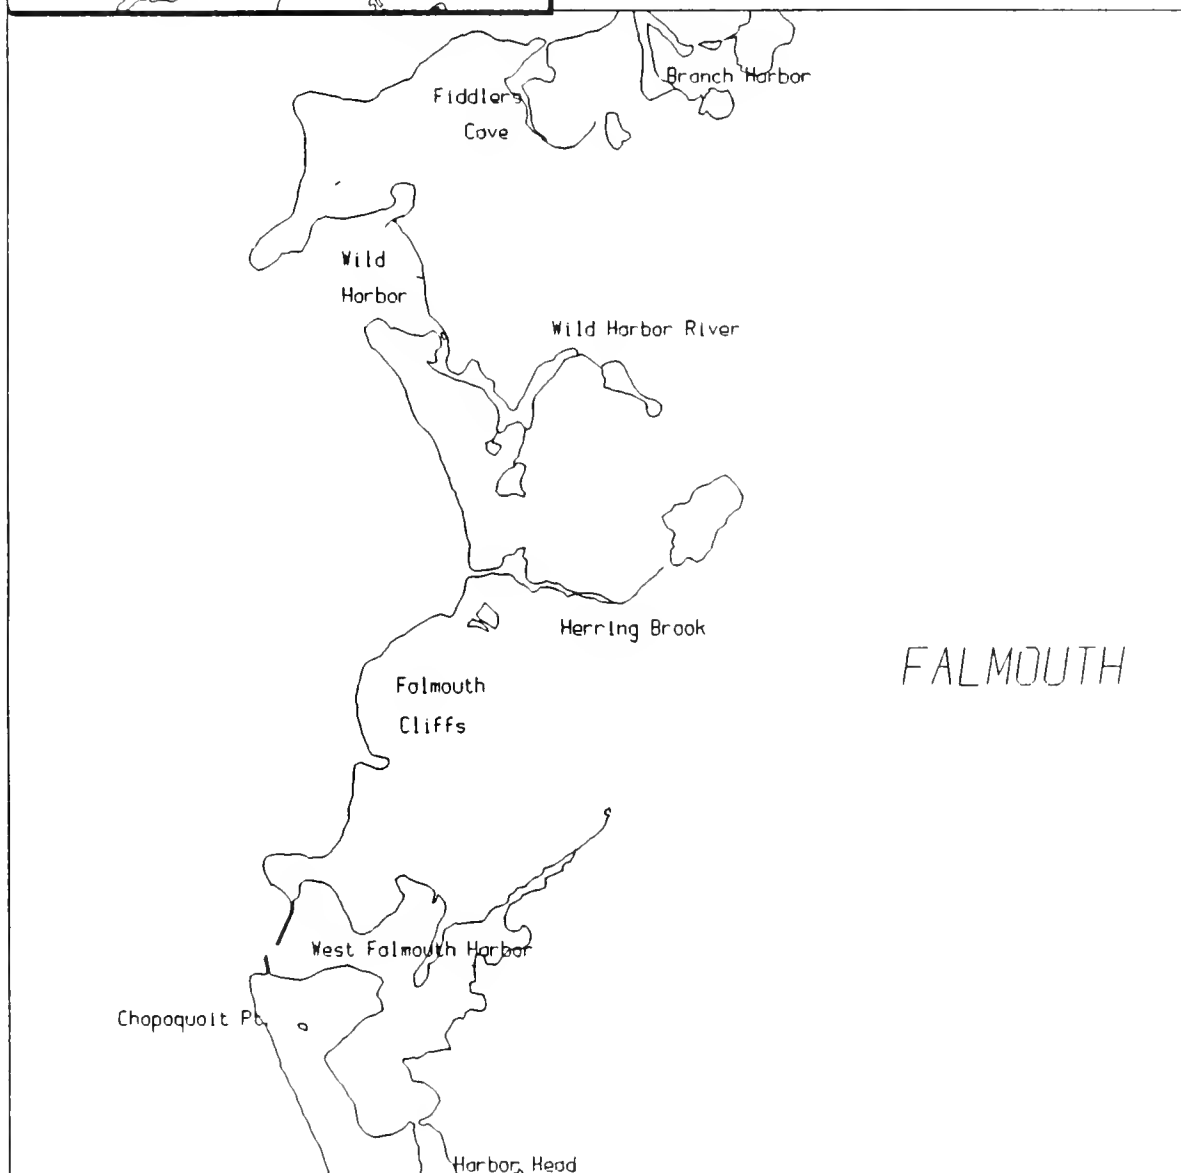 Branch Harbor
Fiddlers
Cove
Wild
Harbor
Wild Harbor River
Herring Brook
FALMOUTH
Falmouth
Cliffs
West Falmouth Harbor
Chapoquoit Pt.
Harbor Head